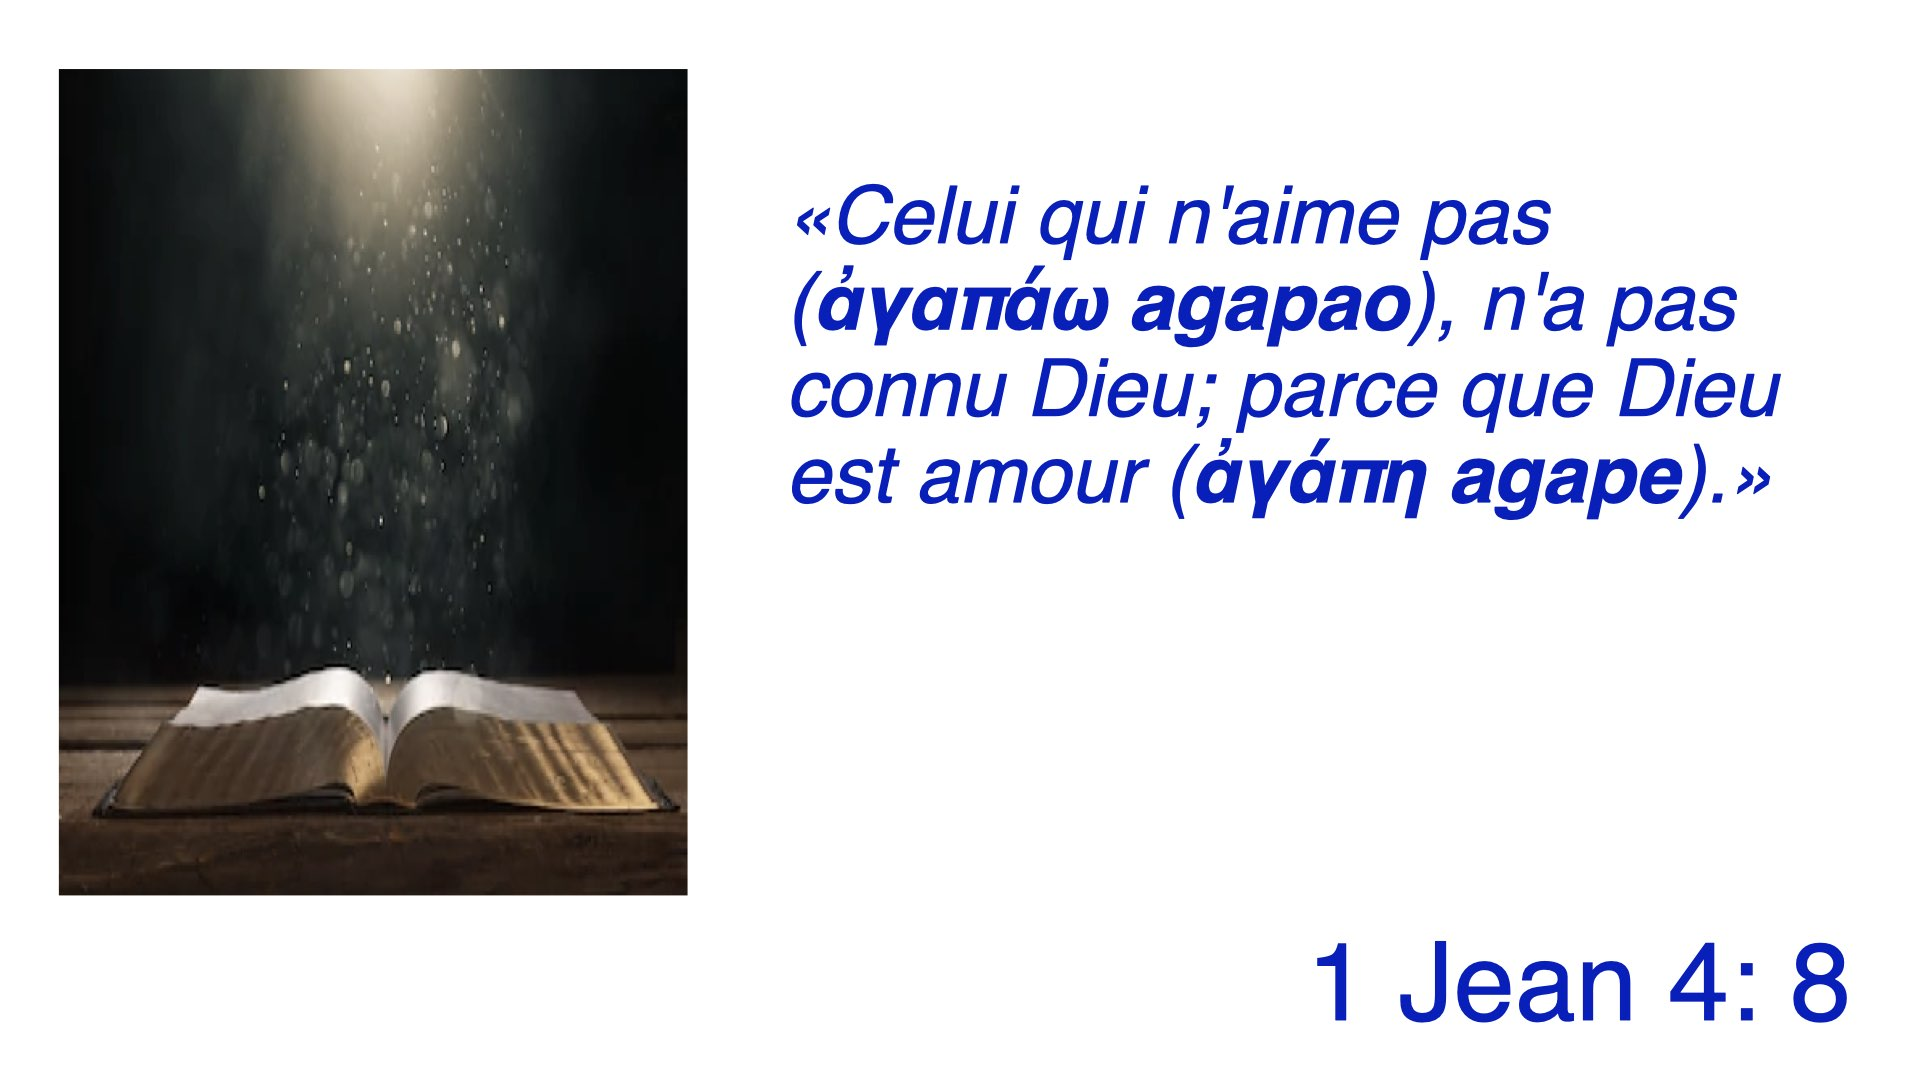 «Celui qui n'aime pas
(ἀγαπάω agapao), n'a pas
connu Dieu; parce que Dieu
est amour (ἀγάπη agape).»
1 Jean 4: 8